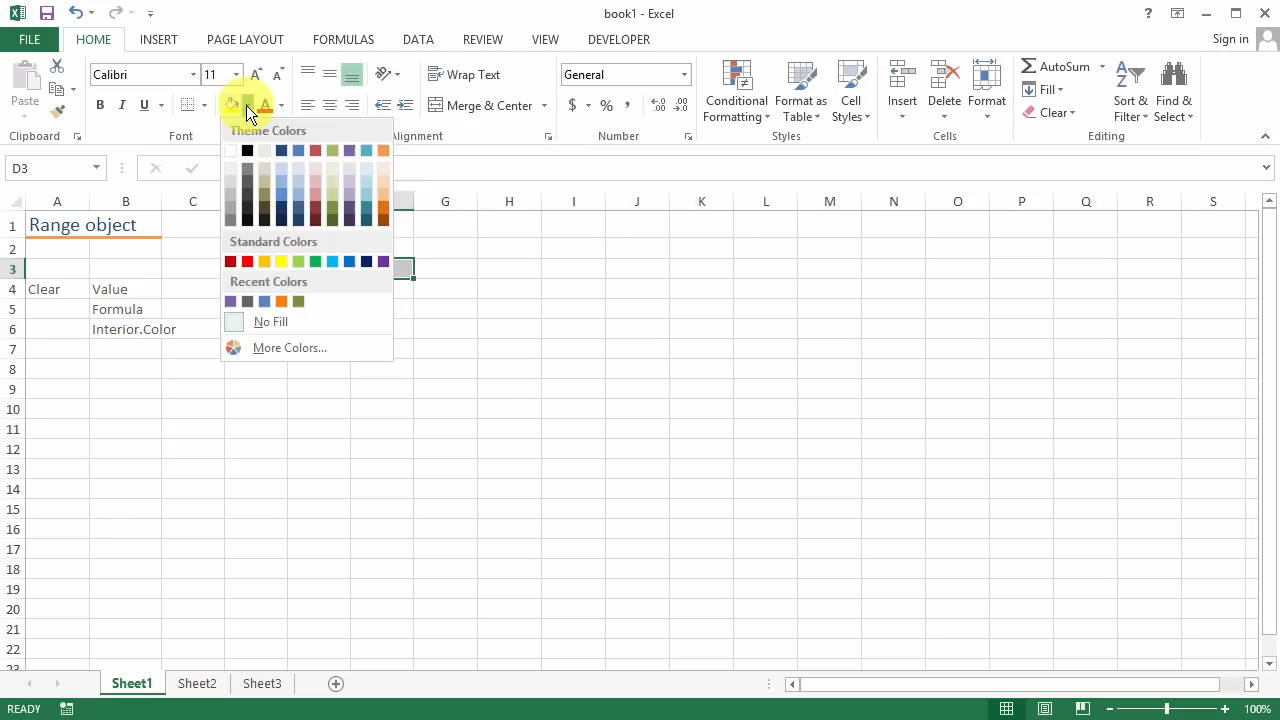 book1 - Excel
?
FILE HOME INSERT PAGE LAYOUT FORMULAS DATA REVIEW VIEW DEVELOPER Sign in
Paste
Calibri 11 A A
B I U A
Wrap Text
Merge & Center
General
$ % ,
Conditional Formatting
Format as Table
Cell Styles
Insert Delete Format
AutoSum
Fill
Clear
Sort & Filter
Find & Select
Clipboard Font Alignment Number Styles Cells Editing
D3
Theme Colors
Standard Colors
Recent Colors
No Fill
More Colors...
A B C G H I J K L M N O P Q R S
1 Range object
2
3
4 Clear Value
5 Formula
6 Interior.Color
7
8
9
10
11
12
13
14
15
16
17
18
19
20
21
22
23
Sheet1 Sheet2 Sheet3
READY 100%